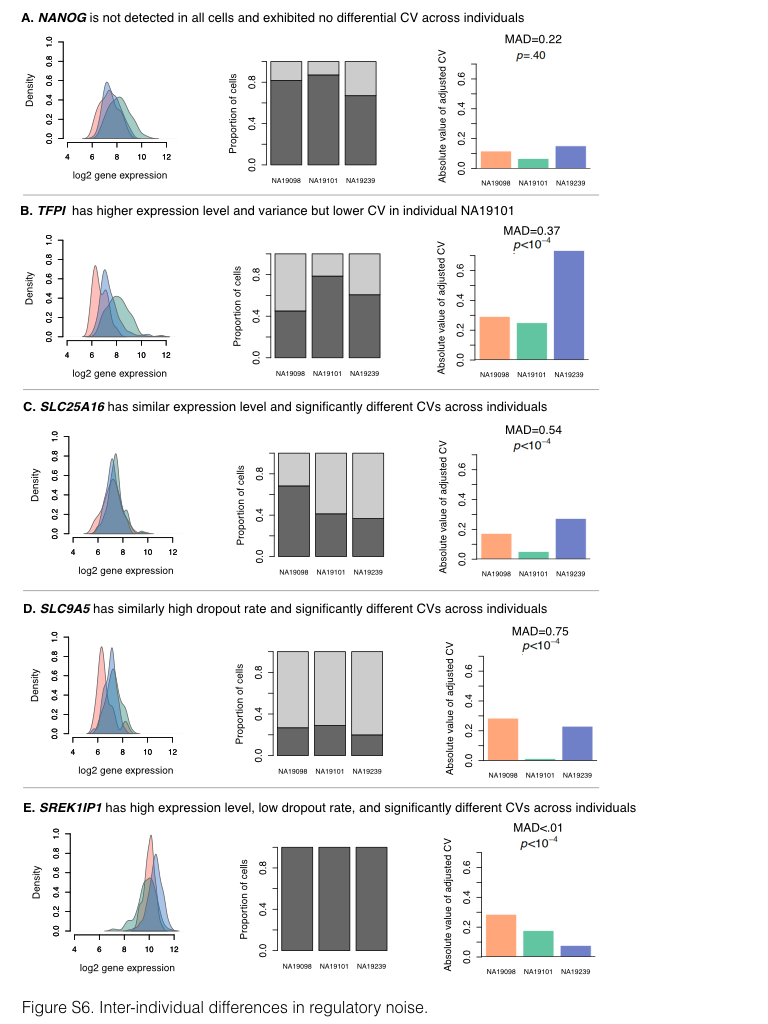 A. NANOG is not detected in all cells and exhibited no differential CV across individuals
Density
0.0 0.2 0.4 0.6 0.8 1.0
4 6 8 10 12
log2 gene expression
Proportion of cells
0.0 0.4 0.8
NA19098 NA19101 NA19239
MAD=0.22
p=.40
Absolute value of adjusted CV
0.0 0.2 0.4 0.6
NA19098 NA19101 NA19239
B. TFPI has higher expression level and variance but lower CV in individual NA19101
Density
0.0 0.2 0.4 0.6 0.8 1.0
4 6 8 10 12
log2 gene expression
Proportion of cells
0.0 0.4 0.8
NA19098 NA19101 NA19239
MAD=0.37
p<10⁻⁴
Absolute value of adjusted CV
0.0 0.2 0.4 0.6
NA19098 NA19101 NA19239
C. SLC25A16 has similar expression level and significantly different CVs across individuals
Density
0.0 0.2 0.4 0.6 0.8 1.0
4 6 8 10 12
log2 gene expression
Proportion of cells
0.0 0.4 0.8
NA19098 NA19101 NA19239
MAD=0.54
p<10⁻⁴
Absolute value of adjusted CV
0.0 0.2 0.4 0.6
NA19098 NA19101 NA19239
D. SLC9A5 has similarly high dropout rate and significantly different CVs across individuals
Density
0.0 0.2 0.4 0.6 0.8 1.0
4 6 8 10 12
log2 gene expression
Proportion of cells
0.0 0.4 0.8
NA19098 NA19101 NA19239
MAD=0.75
p<10⁻⁴
Absolute value of adjusted CV
0.0 0.2 0.4 0.6
NA19098 NA19101 NA19239
E. SREK1IP1 has high expression level, low dropout rate, and significantly different CVs across individuals
Density
0.0 0.2 0.4 0.6 0.8 1.0
4 6 8 10 12
log2 gene expression
Proportion of cells
0.0 0.4 0.8
NA19098 NA19101 NA19239
MAD<.01
p<10⁻⁴
Absolute value of adjusted CV
0.0 0.2 0.4 0.6
NA19098 NA19101 NA19239
Figure S6. Inter-individual differences in regulatory noise.